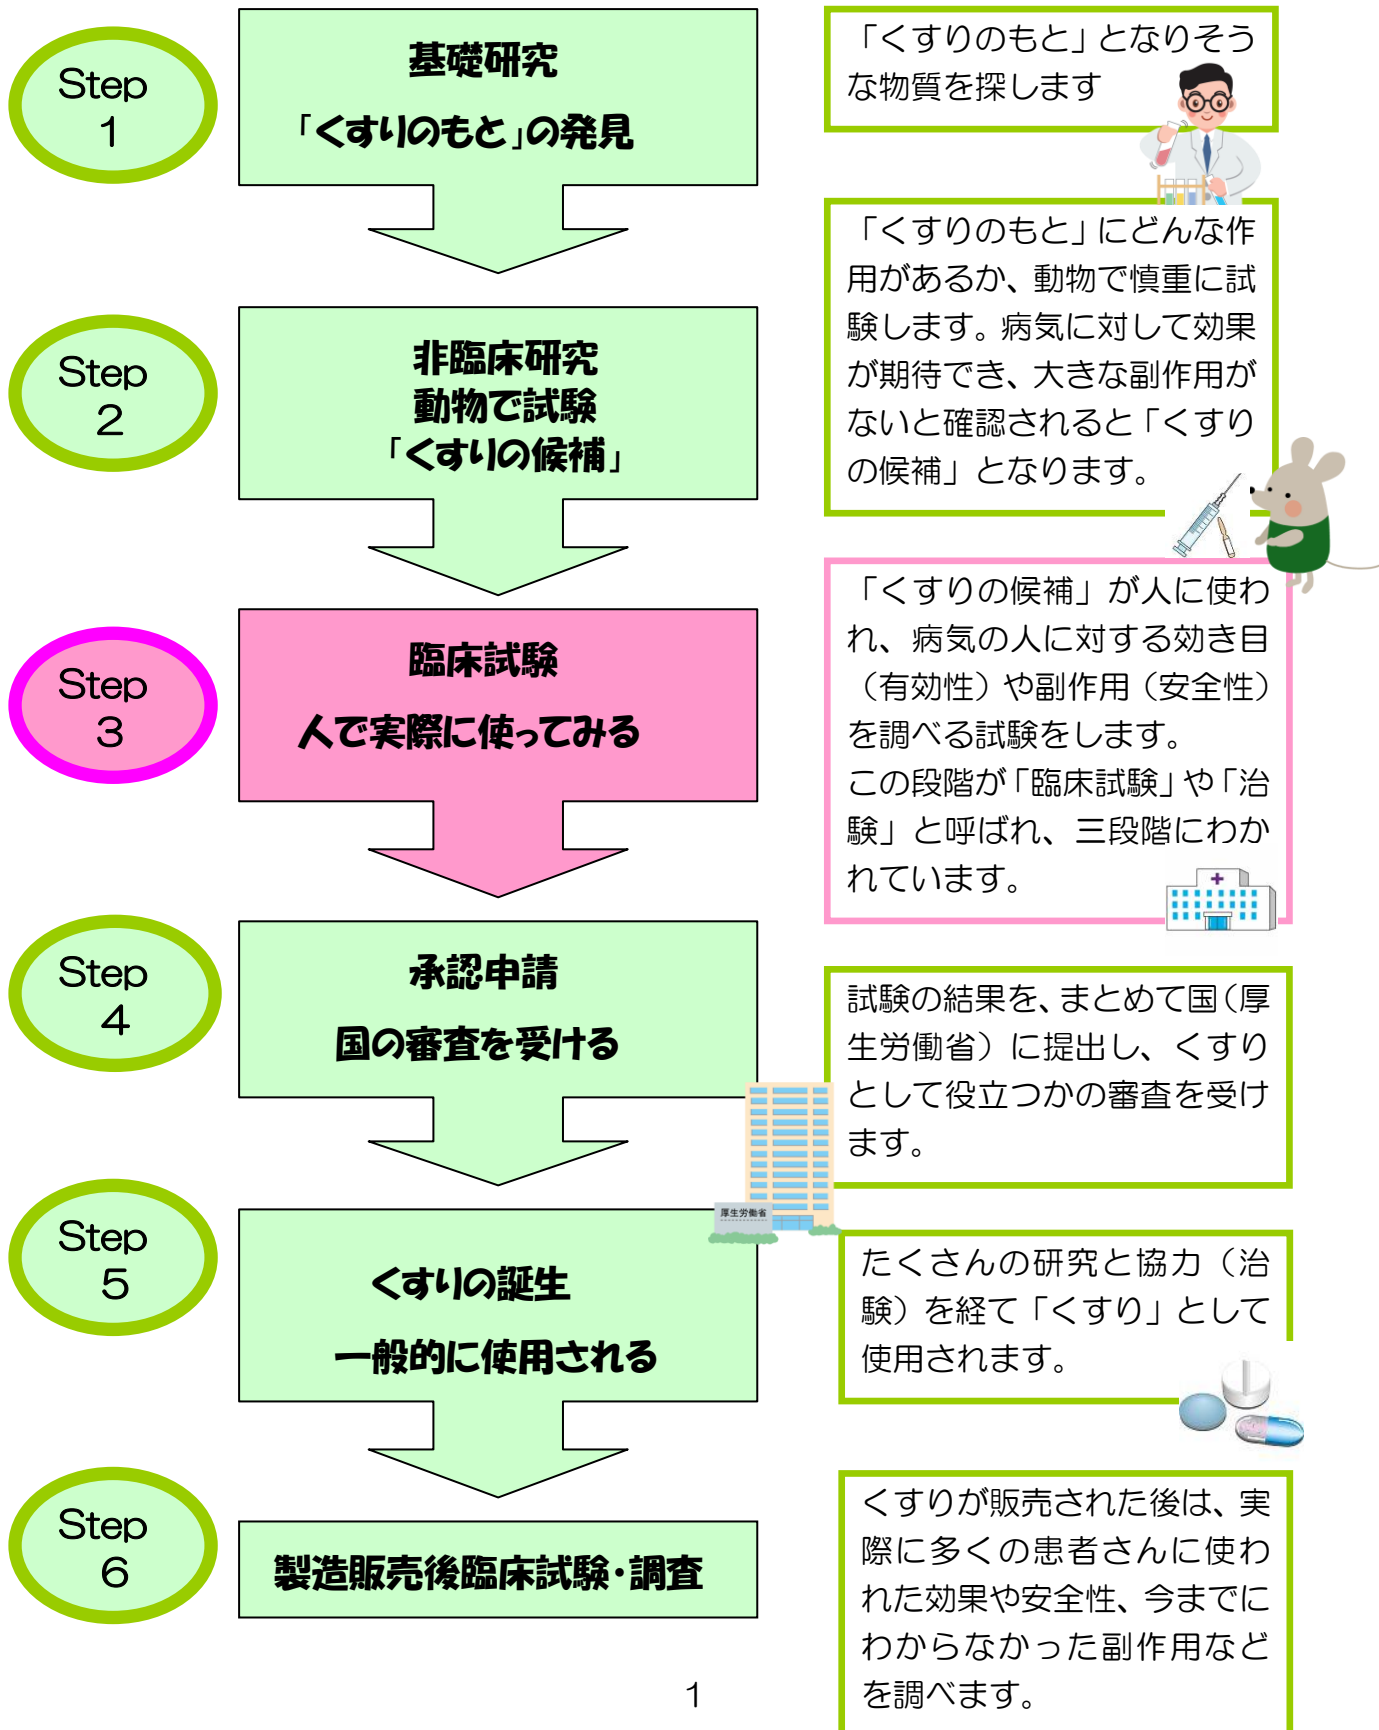 Step
1
基礎研究
「くすりのもと」の発見
「くすりのもと」となりそう
な物質を探します
Step
2
非臨床研究
動物で試験
「くすりの候補」
「くすりのもと」にどんな作
用があるか、動物で慎重に試
験します。病気に対して効果
が期待でき、大きな副作用が
ないと確認されると「くすり
の候補」となります。
Step
3
臨床試験
人で実際に使ってみる
「くすりの候補」が人に使わ
れ、病気の人に対する効き目
（有効性）や副作用（安全性）
を調べる試験をします。
この段階が「臨床試験」や「治
験」と呼ばれ、三段階にわか
れています。
Step
4
承認申請
国の審査を受ける
試験の結果を、まとめて国（厚
生労働省）に提出し、くすり
として役立つかの審査を受け
ます。
厚生労働省
Step
5
くすりの誕生
一般的に使用される
たくさんの研究と協力（治
験）を経て「くすり」として
使用されます。
Step
6
製造販売後臨床試験・調査
くすりが販売された後は、実
際に多くの患者さんに使わ
れた効果や安全性、今までに
わからなかった副作用など
を調べます。
1